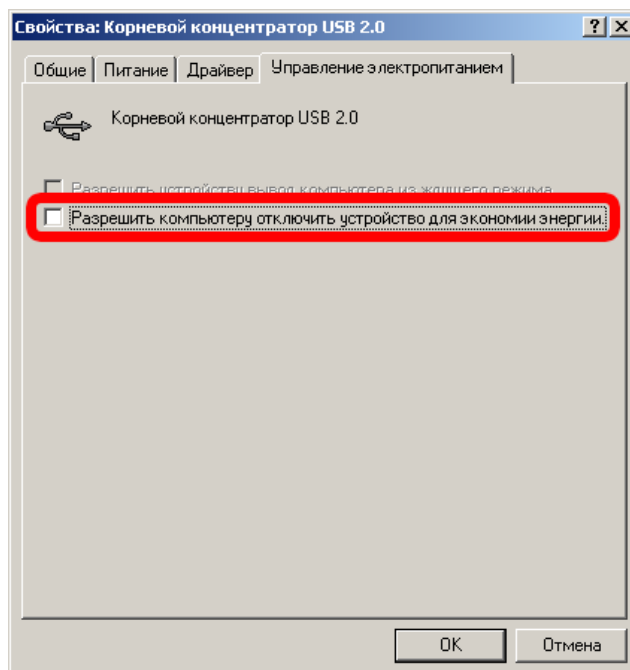 Свойства: Корневой концентратор USB 2.0
Общие Питание Драйвер Управление электропитанием
Корневой концентратор USB 2.0
Разрешить устройству вывод компьютера из ждущего режима
Разрешить компьютеру отключить устройство для экономии энергии.
OK Отмена